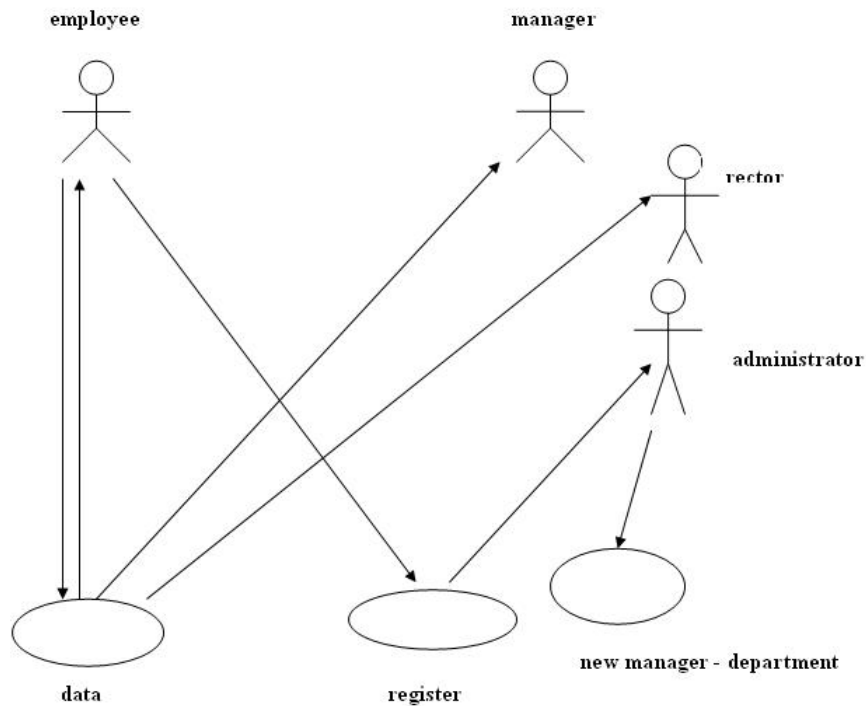 employee
manager
rector
administrator
new manager - department
data
register